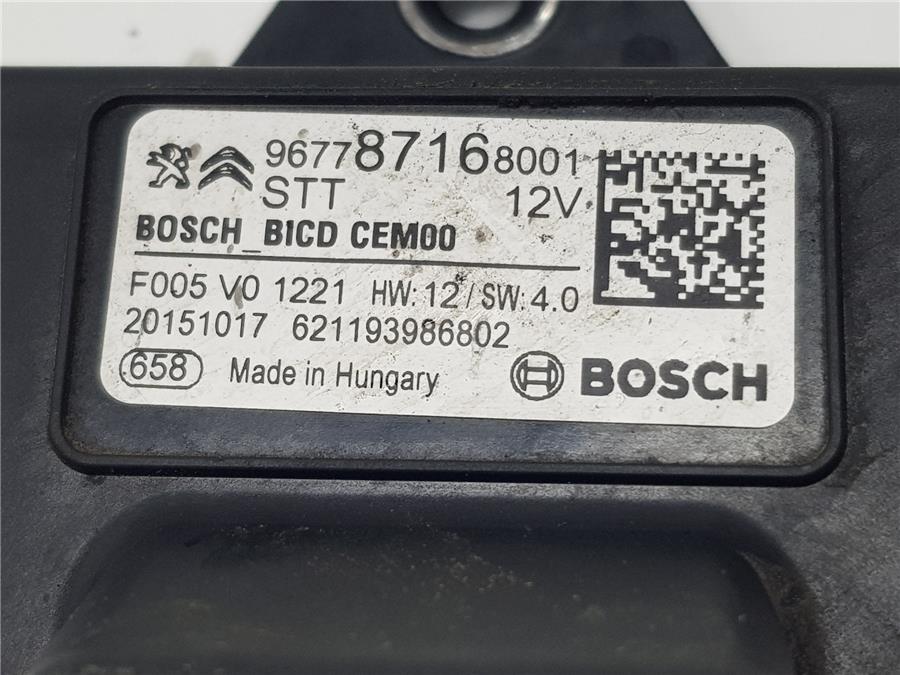 96778716 8001
STT 12V
BOSCH_BICD CEM00
F005 V0 1221 HW: 12 / SW: 4.0
20151017 621193986802
658 Made in Hungary
BOSCH